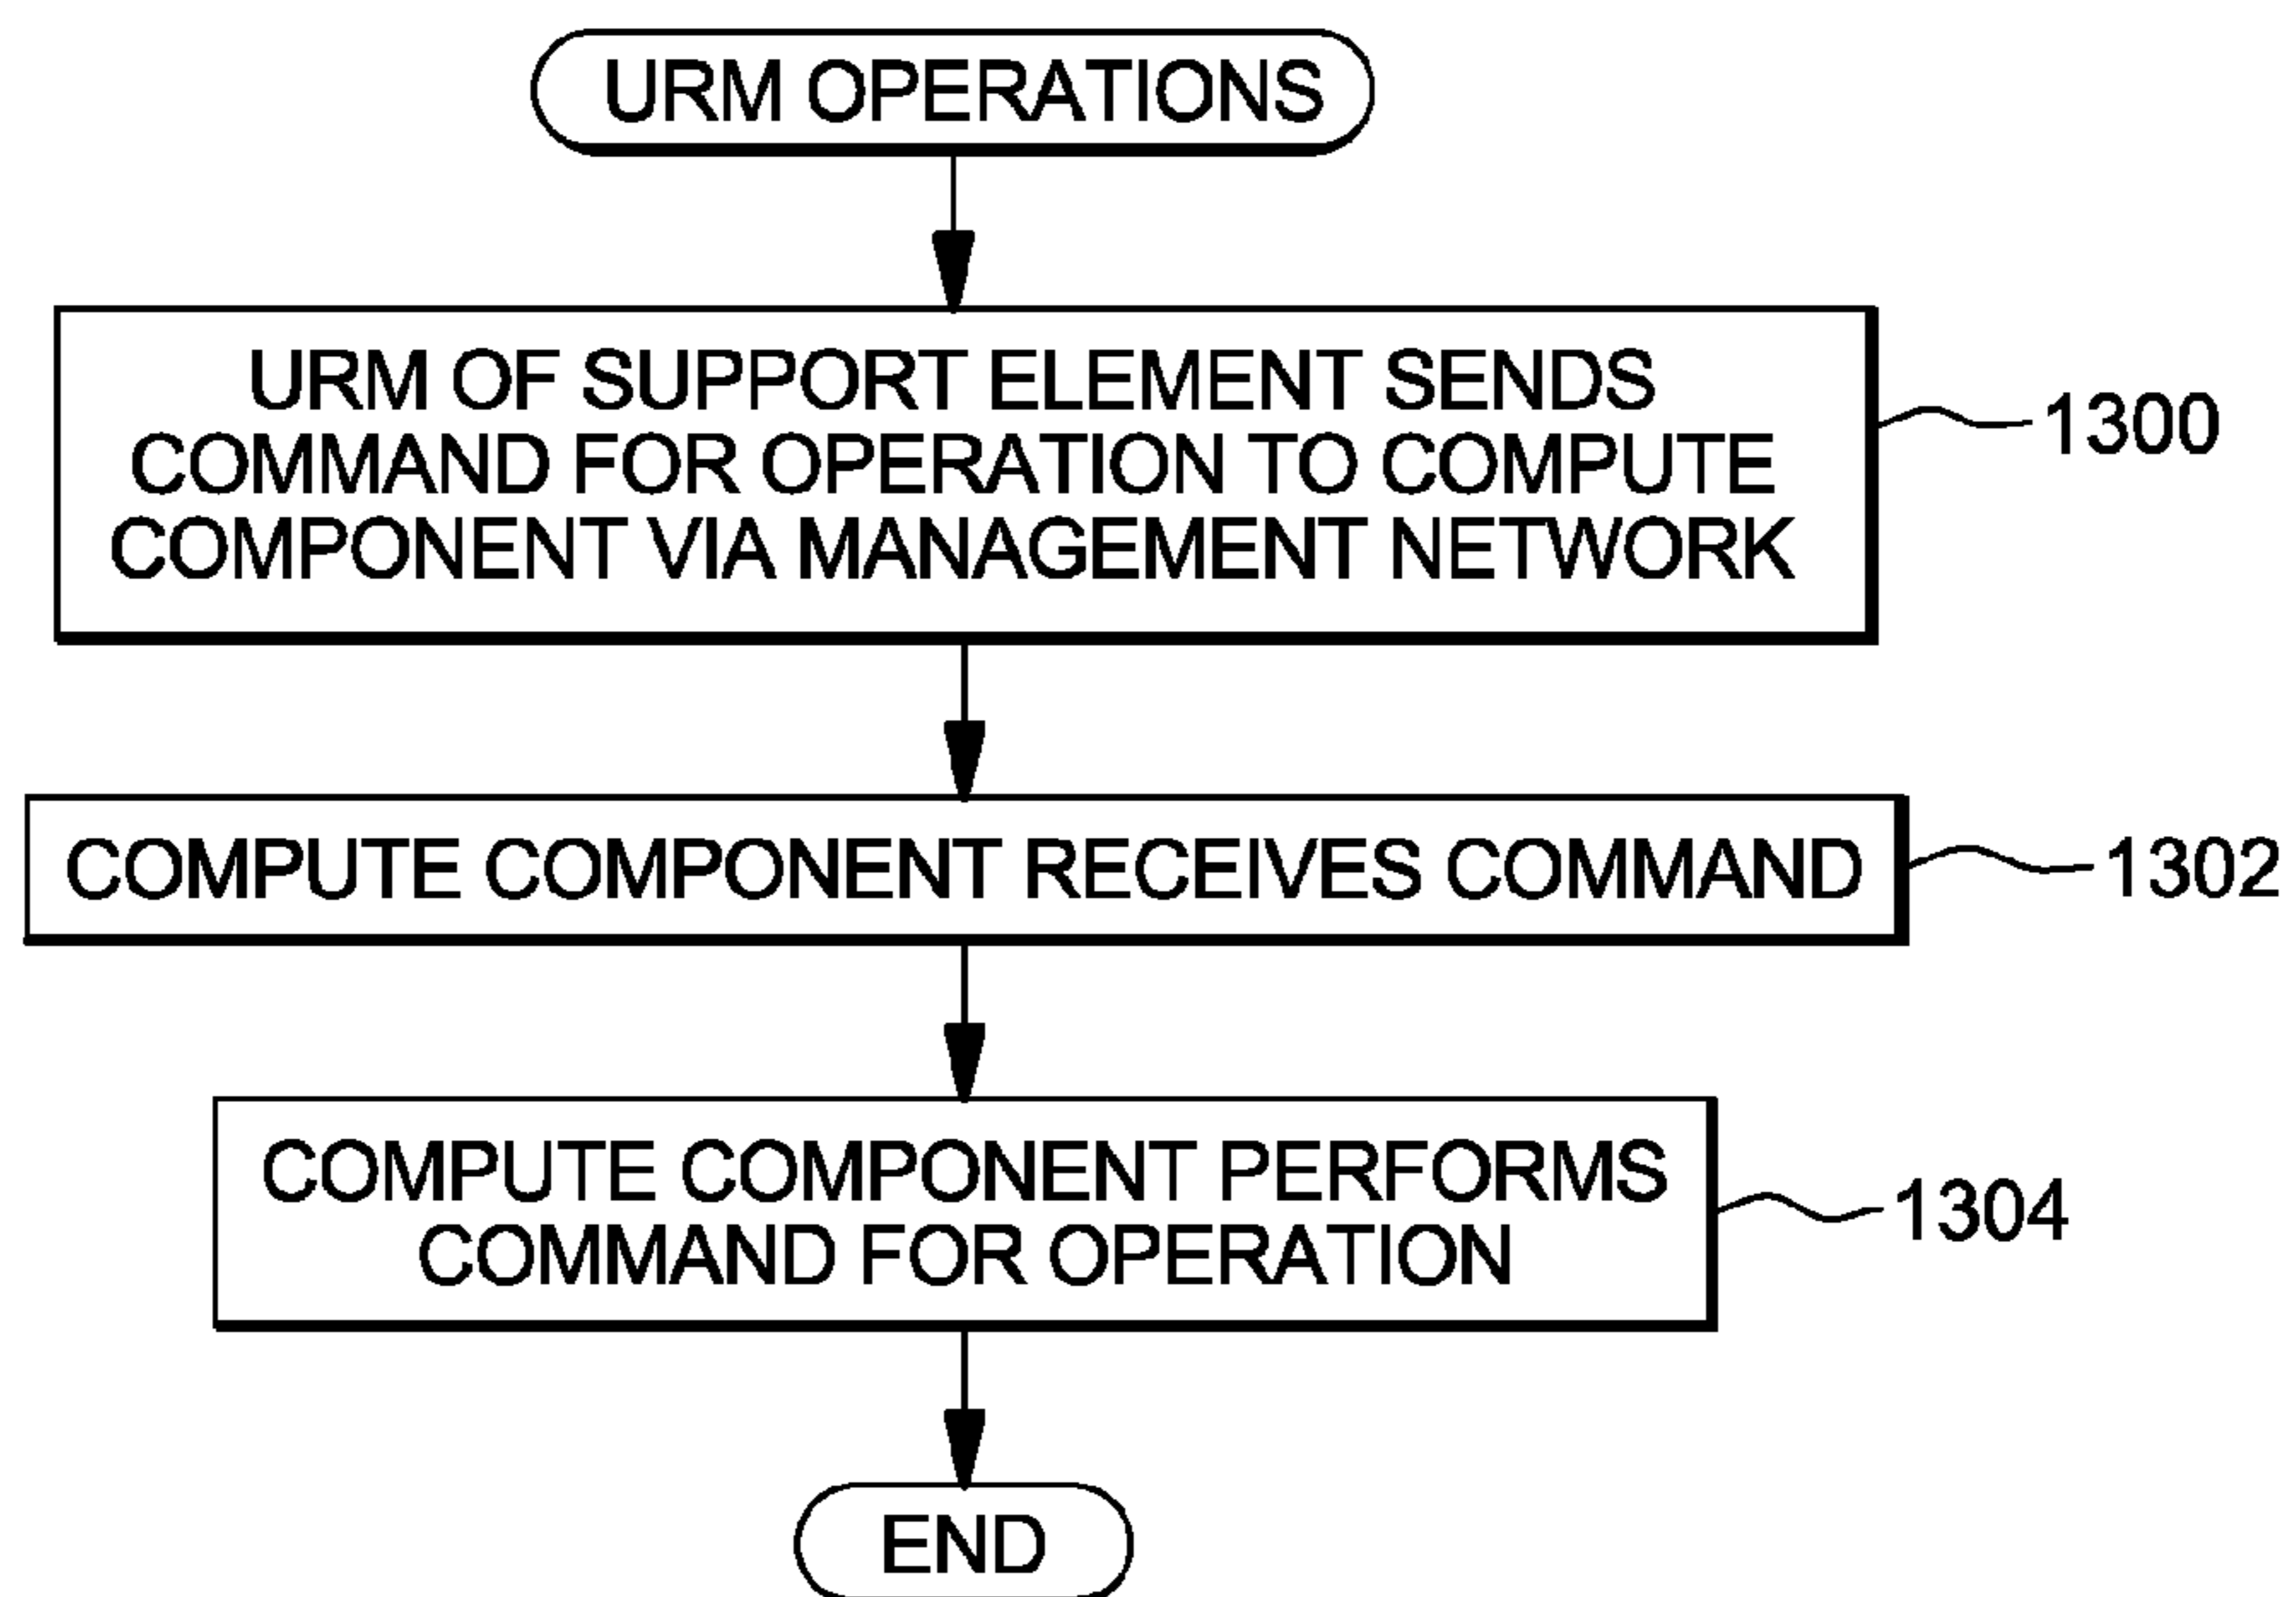 URM OPERATIONS
URM OF SUPPORT ELEMENT SENDS
COMMAND FOR OPERATION TO COMPUTE
COMPONENT VIA MANAGEMENT NETWORK
1300
COMPUTE COMPONENT RECEIVES COMMAND
1302
COMPUTE COMPONENT PERFORMS
COMMAND FOR OPERATION
1304
END